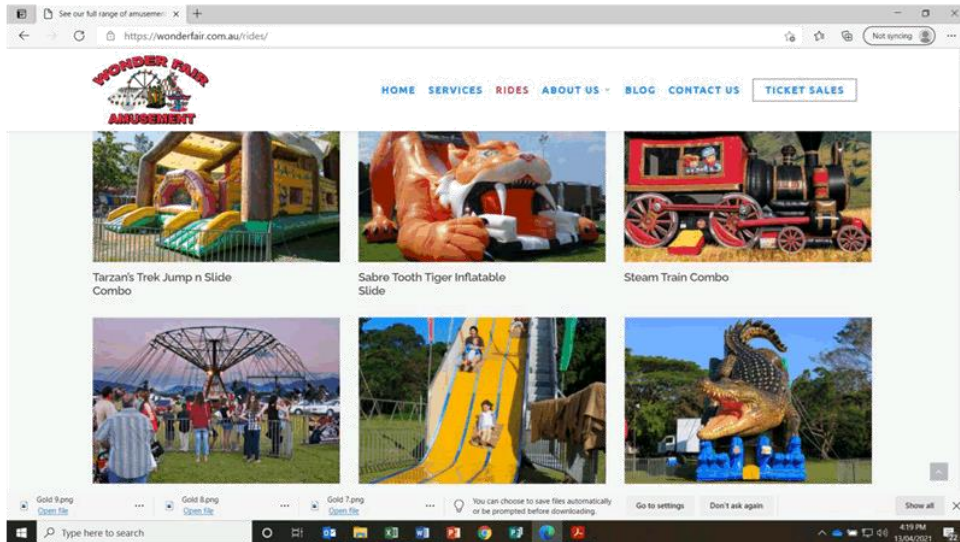 See our full range of amusemen
https://wonderfair.com.au/rides/
Not syncing
WONDER FAIR
AMUSEMENT
HOME SERVICES RIDES ABOUT US BLOG CONTACT US TICKET SALES
Tarzan's Trek Jump n Slide
Combo
Sabre Tooth Tiger Inflatable
Slide
Steam Train Combo
Gold 9.png
Open file
Gold 8.png
Open file
Gold 7.png
Open file
You can choose to save files automatically
or be prompted before downloading.
Go to settings
Don't ask again
Show all
Type here to search
4:19 PM
13/04/2021
22